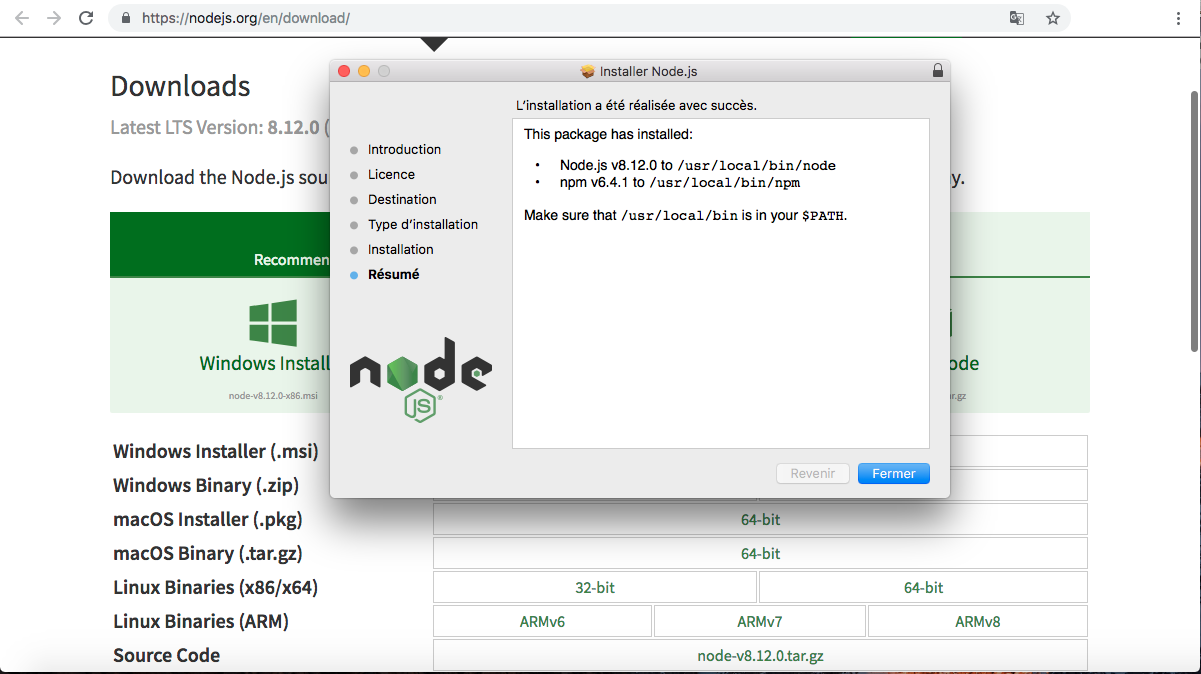 https://nodejs.org/en/download/
Downloads
Latest LTS Version: 8.12.0 (
Download the Node.js sou
y.
Recommen
Windows Install
node-v8.12.0-x86.msi
ode
ar.gz
Installer Node.js
L'installation a été réalisée avec succès.
Introduction
Licence
Destination
Type d'installation
Installation
Résumé
node
JS®
This package has installed:
• Node.js v8.12.0 to /usr/local/bin/node
• npm v6.4.1 to /usr/local/bin/npm
Make sure that /usr/local/bin is in your $PATH.
Revenir
Fermer
Windows Installer (.msi)
Windows Binary (.zip)
macOS Installer (.pkg) 64-bit
macOS Binary (.tar.gz) 64-bit
Linux Binaries (x86/x64) 32-bit 64-bit
Linux Binaries (ARM) ARMv6 ARMv7 ARMv8
Source Code node-v8.12.0.tar.gz